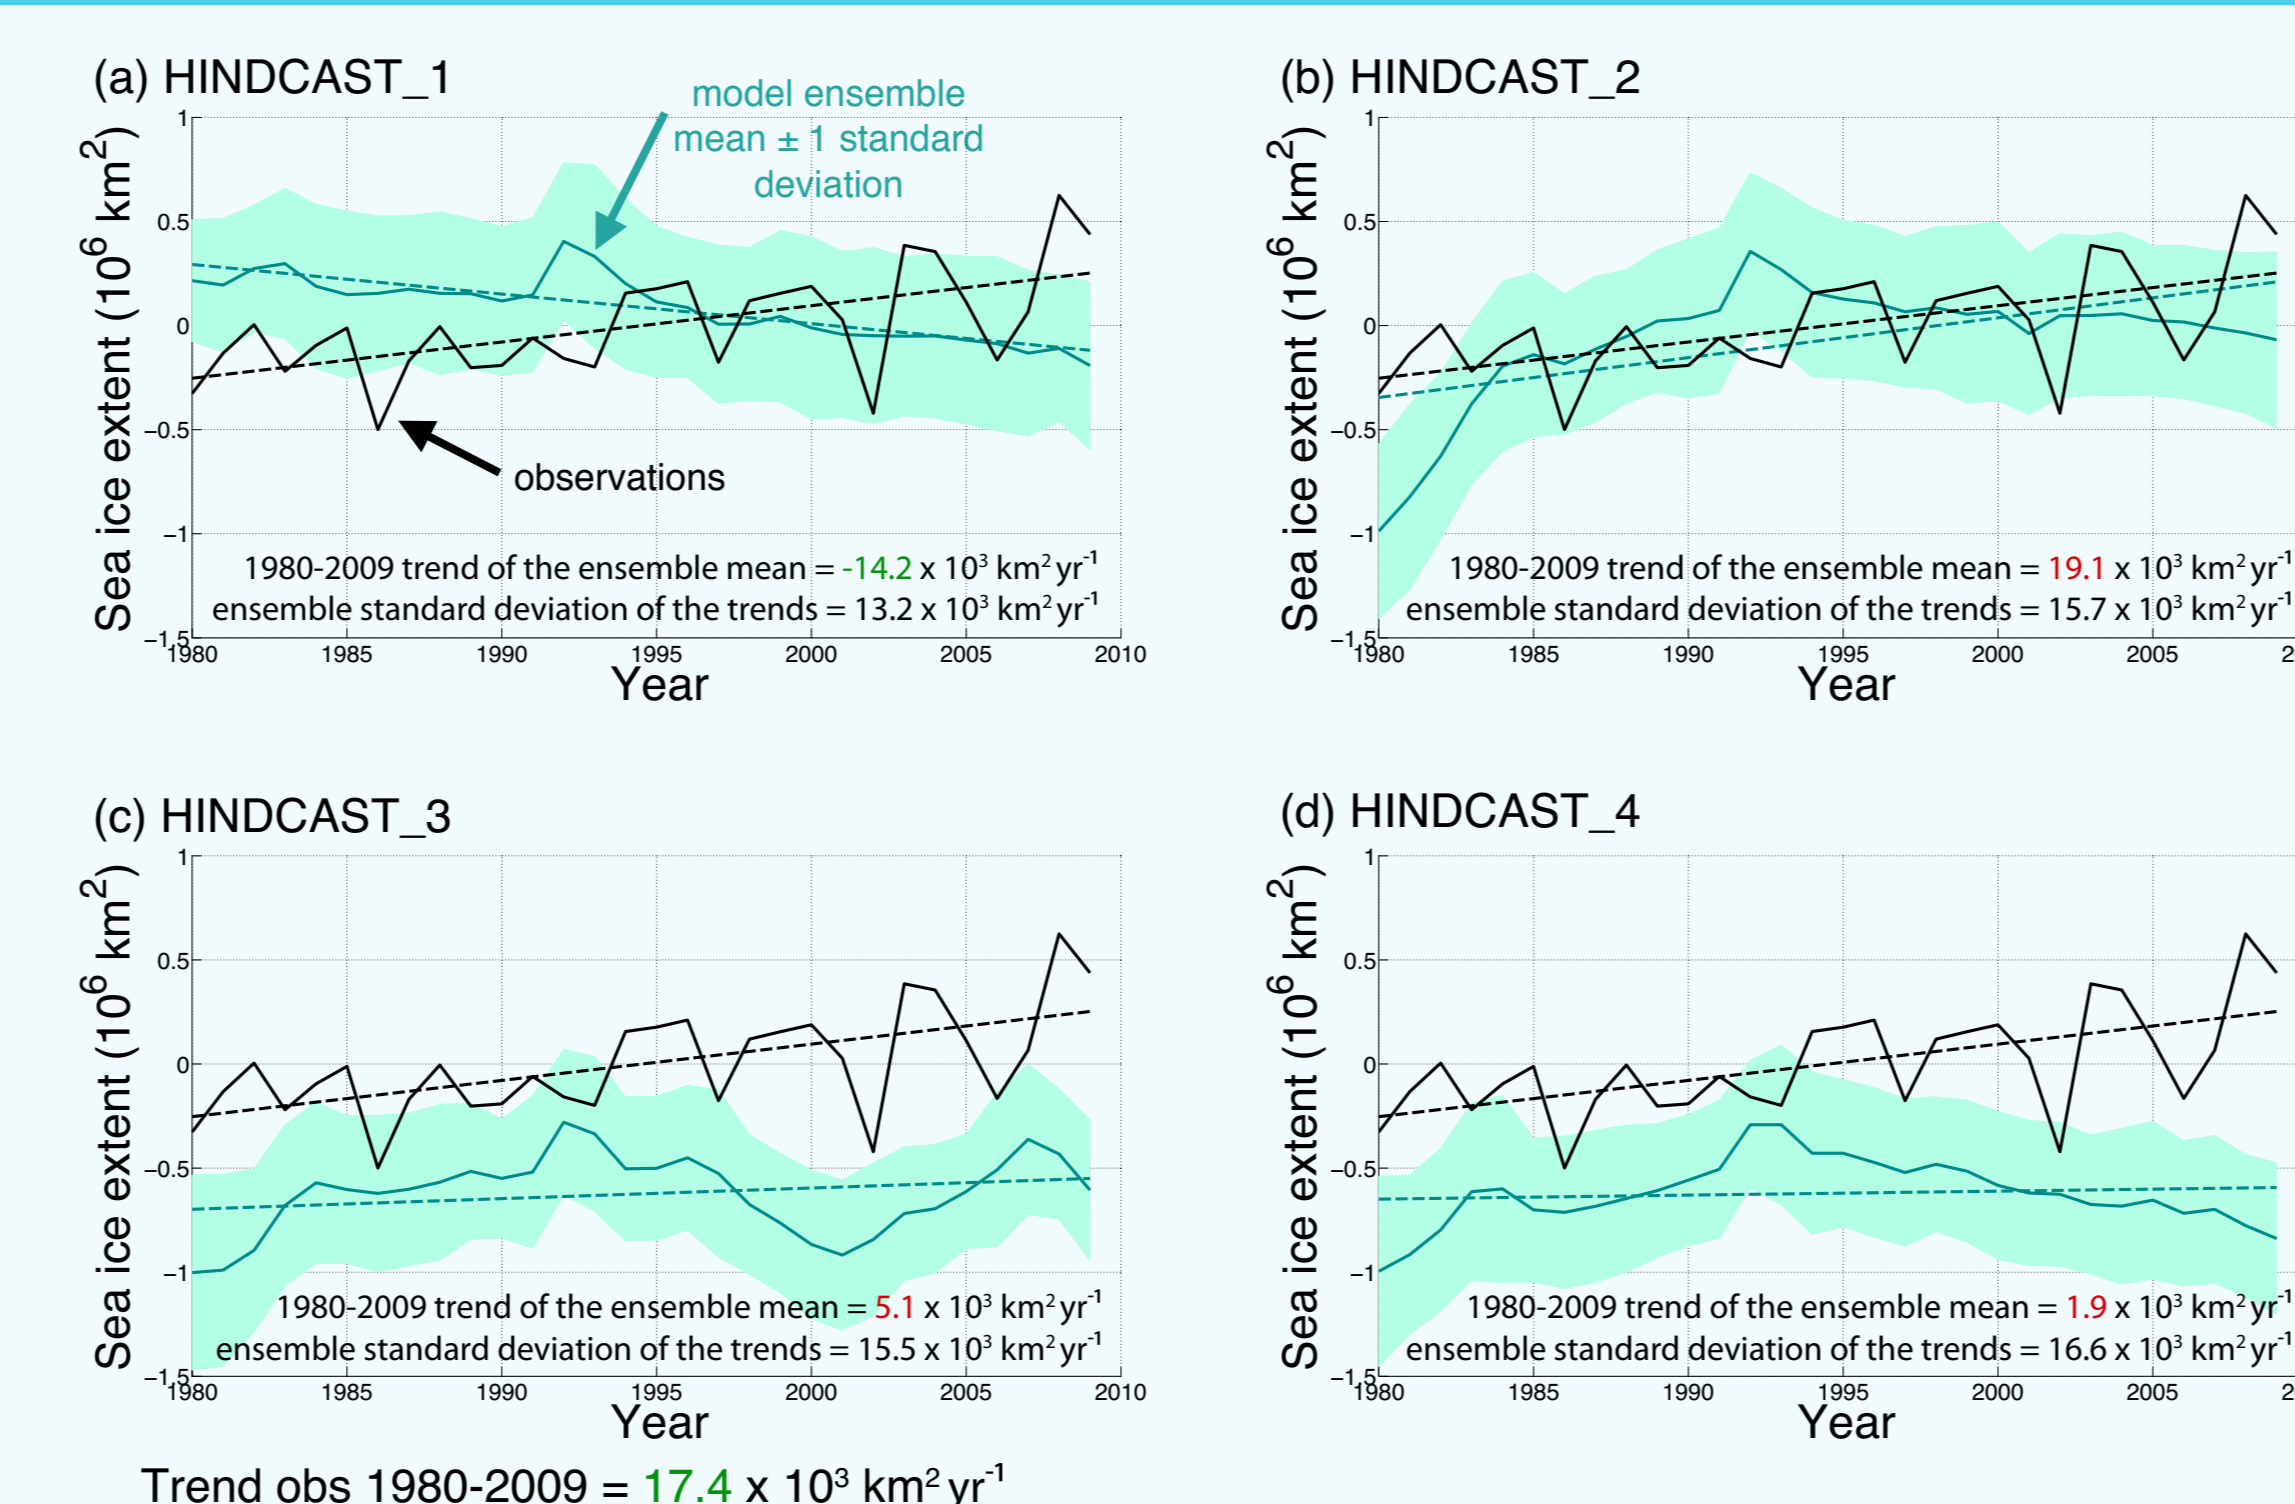 (a) HINDCAST_1
model ensemble
mean ± 1 standard
deviation
Sea ice extent (10⁶ km²)
1
0.5
0
−0.5
−1
−1.5
observations
1980-2009 trend of the ensemble mean = -14.2 x 10³ km² yr⁻¹
ensemble standard deviation of the trends = 13.2 x 10³ km² yr⁻¹
1980 1985 1990 1995 2000 2005 2010
Year
(b) HINDCAST_2
Sea ice extent (10⁶ km²)
1
0.5
0
−0.5
−1
−1.5
1980-2009 trend of the ensemble mean = 19.1 x 10³ km² yr⁻¹
ensemble standard deviation of the trends = 15.7 x 10³ km² yr⁻¹
1980 1985 1990 1995 2000 2005 2
Year
(c) HINDCAST_3
Sea ice extent (10⁶ km²)
1
0.5
0
−0.5
−1
−1.5
1980-2009 trend of the ensemble mean = 5.1 x 10³ km² yr⁻¹
ensemble standard deviation of the trends = 15.5 x 10³ km² yr⁻¹
1980 1985 1990 1995 2000 2005 2010
Year
(d) HINDCAST_4
Sea ice extent (10⁶ km²)
1
0.5
0
−0.5
−1
−1.5
1980-2009 trend of the ensemble mean = 1.9 x 10³ km² yr⁻¹
ensemble standard deviation of the trends = 16.6 x 10³ km² yr⁻¹
1980 1985 1990 1995 2000 2005 2
Year
Trend obs 1980-2009 = 17.4 x 10³ km² yr⁻¹